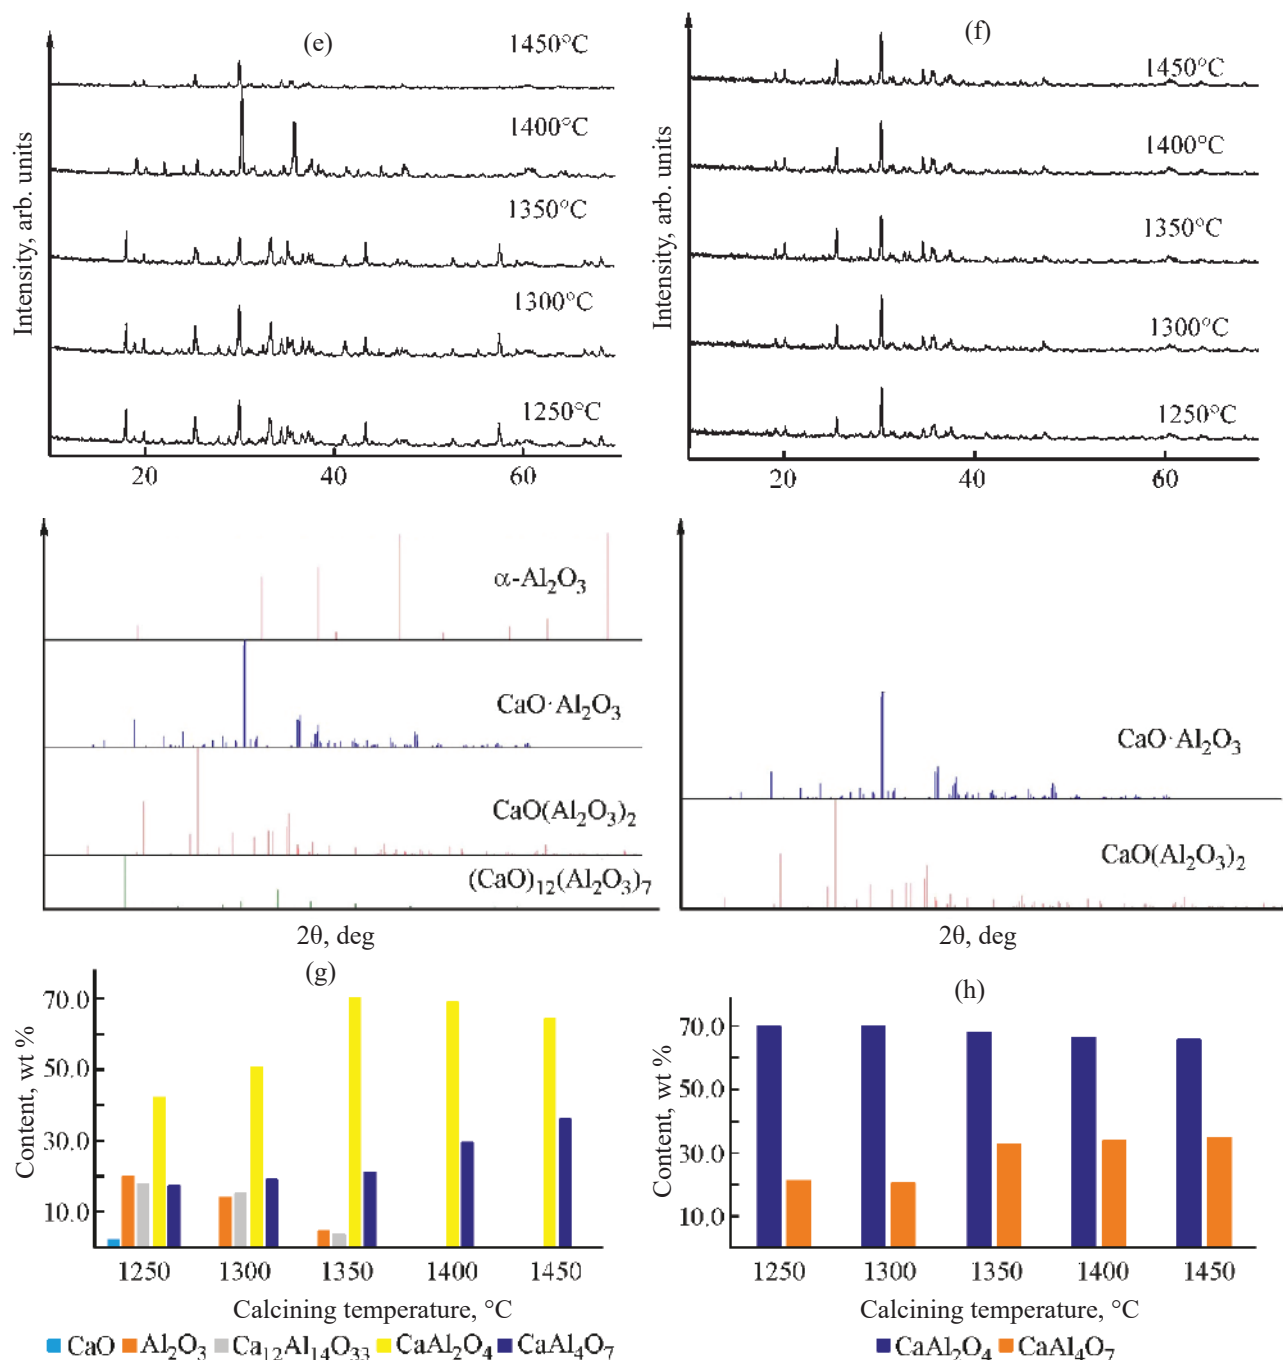 (e)
1450°C
1400°C
1350°C
1300°C
1250°C
Intensity, arb. units
20 40 60
(f)
1450°C
1400°C
1350°C
1300°C
1250°C
Intensity, arb. units
20 40 60
α-Al₂O₃
CaO·Al₂O₃
CaO(Al₂O₃)₂
(CaO)₁₂(Al₂O₃)₇
2θ, deg
CaO·Al₂O₃
CaO(Al₂O₃)₂
2θ, deg
(g)
Content, wt %
70.0
50.0
30.0
10.0
1250 1300 1350 1400 1450
Calcining temperature, °C
CaO Al₂O₃ Ca₁₂Al₁₄O₃₃ CaAl₂O₄ CaAl₄O₇
(h)
Content, wt %
70.0
50.0
30.0
10.0
1250 1300 1350 1400 1450
Calcining temperature, °C
CaAl₂O₄ CaAl₄O₇